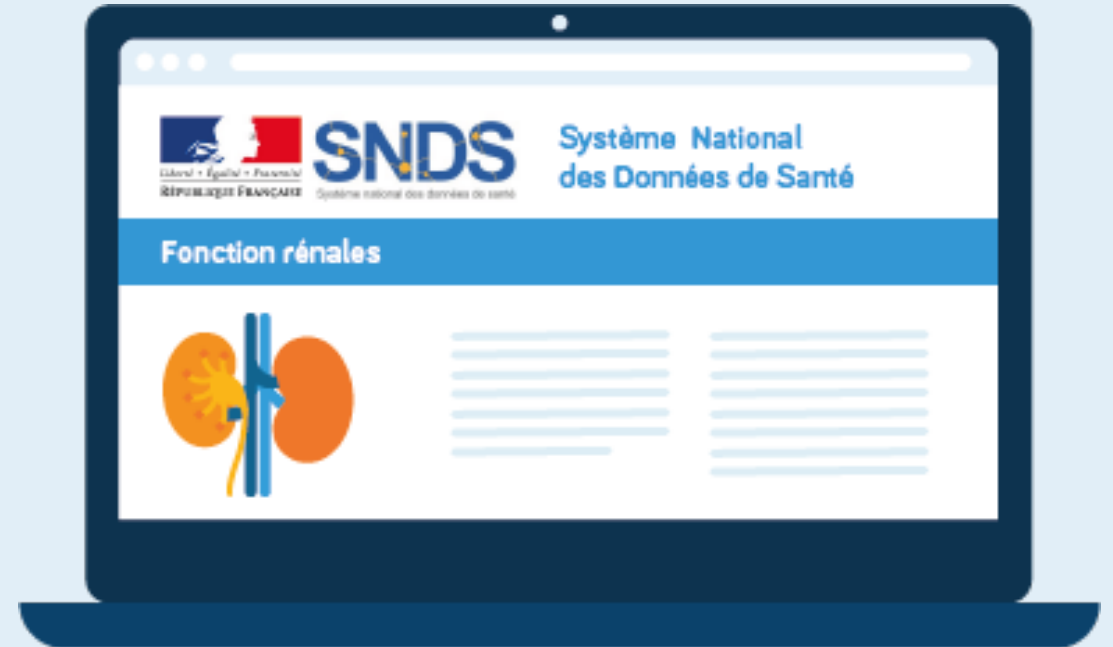 Liberté • Égalité • Fraternité
RÉPUBLIQUE FRANÇAISE
SNDS
Système national des données de santé
Système National
des Données de Santé
Fonction rénales